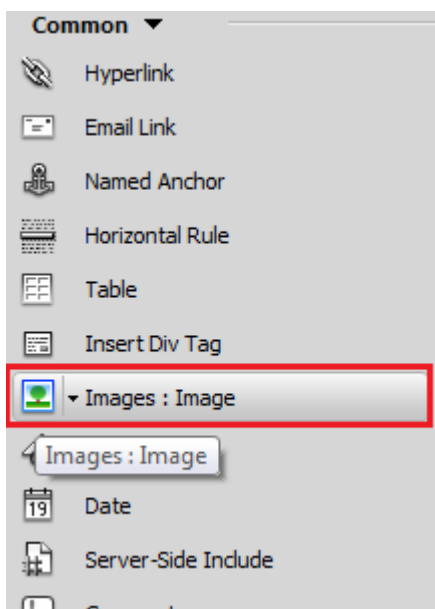 Common
Hyperlink
Email Link
Named Anchor
Horizontal Rule
Table
Insert Div Tag
Images : Image
Images : Image
19 Date
Server-Side Include